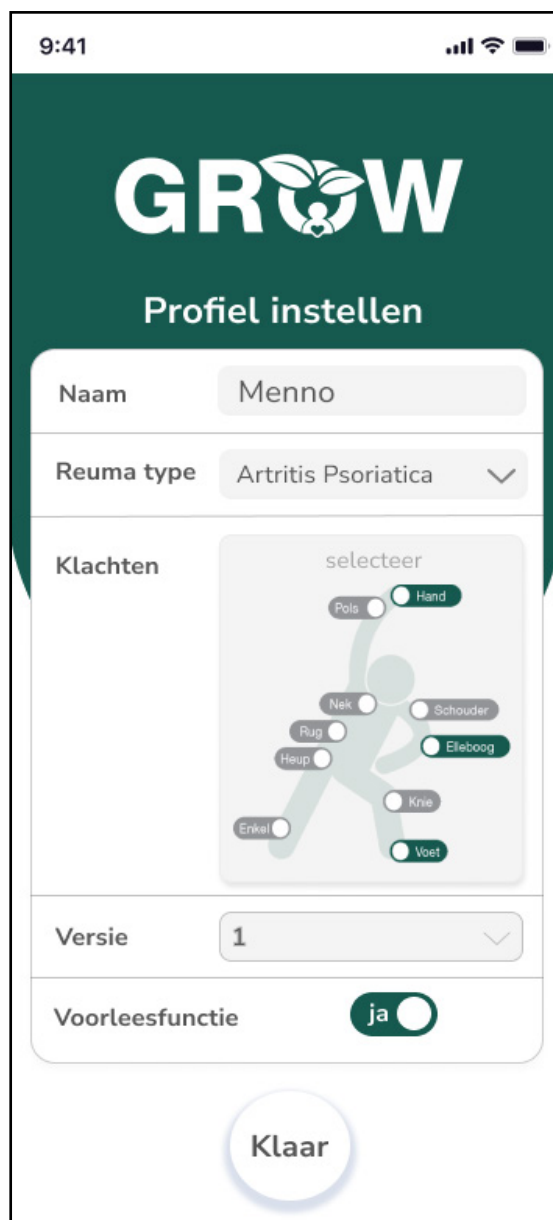 9:41
GROW
Profiel instellen
Naam
Menno
Reuma type
Artritis Psoriatica
Klachten
selecteer
Hand
Pols
Nek
Schouder
Rug
Elleboog
Heup
Knie
Enkel
Voet
Versie
1
Voorleesfunctie
ja
Klaar